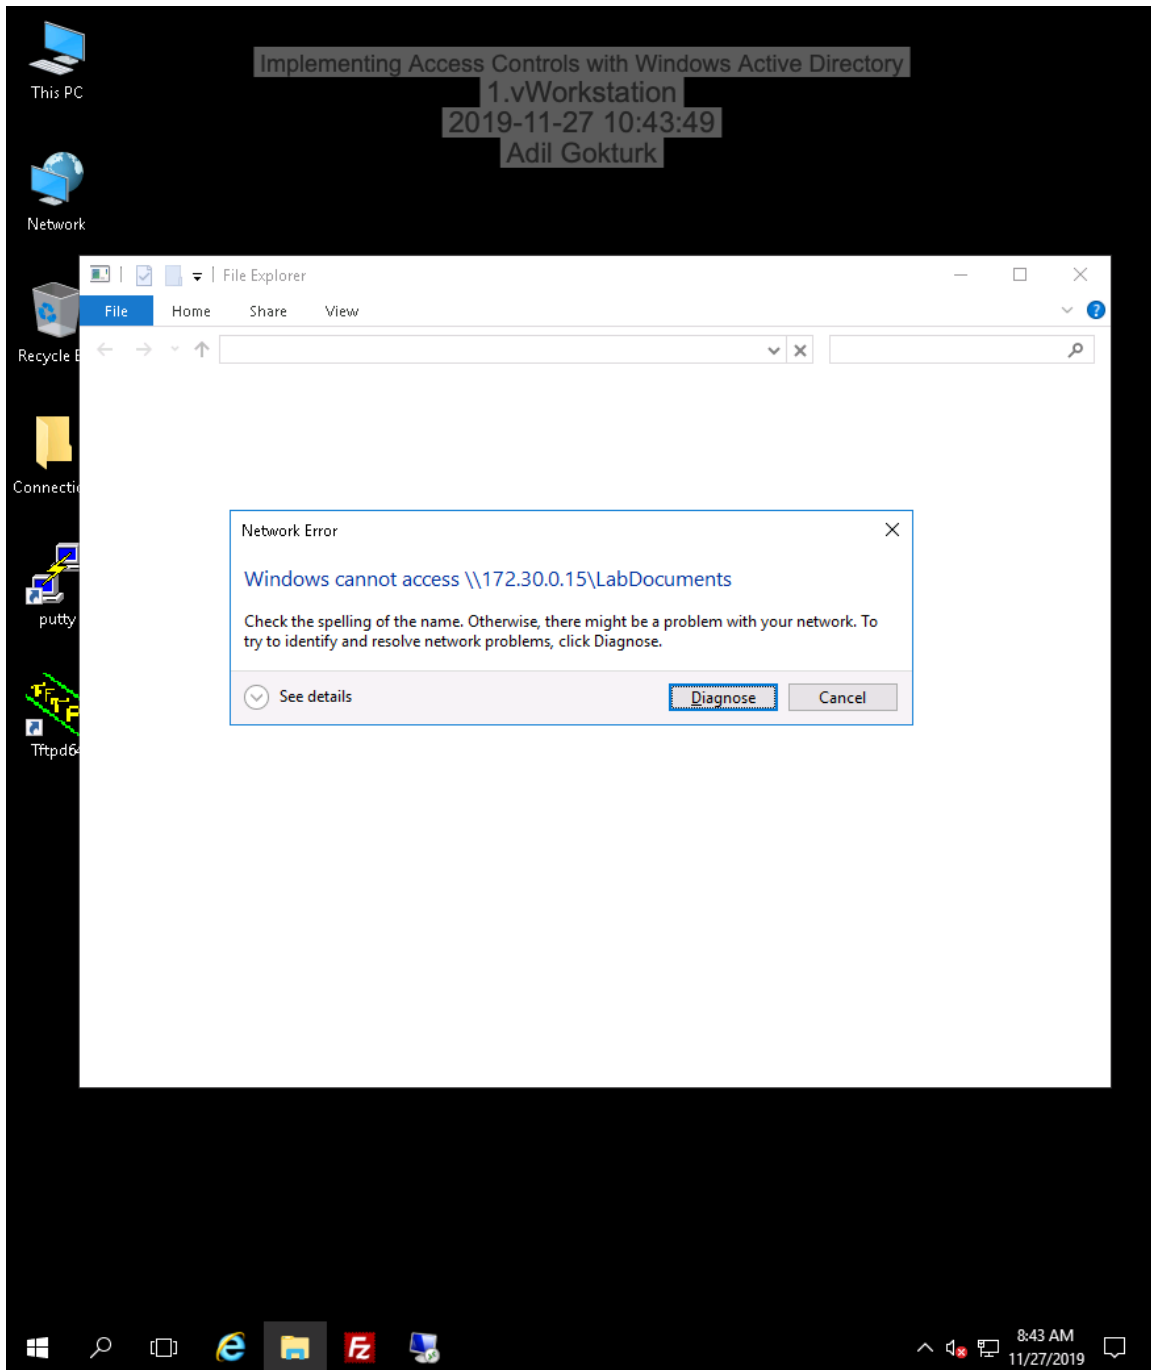 This PC
Implementing Access Controls with Windows Active Directory
1.vWorkstation
2019-11-27 10:43:49
Adil Gokturk
Network
File Explorer
File Home Share View
Recycle B
Connectio
putty
Tftpd64
Network Error
Windows cannot access \\172.30.0.15\LabDocuments
Check the spelling of the name. Otherwise, there might be a problem with your network. To
try to identify and resolve network problems, click Diagnose.
See details
Diagnose Cancel
8:43 AM
11/27/2019